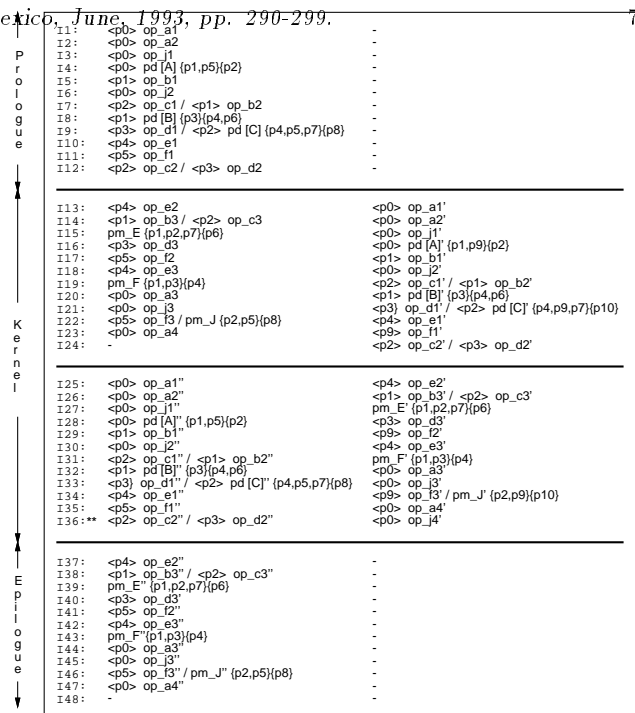 exico, June, 1993, pp. 290-299. 7
Prologue
I1: <p0> op_a1 -
I2: <p0> op_a2 -
I3: <p0> op_j1 -
I4: <p0> pd [A] {p1,p5}{p2} -
I5: <p1> op_b1 -
I6: <p0> op_j2 -
I7: <p2> op_c1 / <p1> op_b2 -
I8: <p1> pd [B] {p3}{p4,p6} -
I9: <p3> op_d1 / <p2> pd [C] {p4,p5,p7}{p8} -
I10: <p4> op_e1 -
I11: <p5> op_f1 -
I12: <p2> op_c2 / <p3> op_d2 -
Kernel
I13: <p4> op_e2 <p0> op_a1'
I14: <p1> op_b3 / <p2> op_c3 <p0> op_a2'
I15: pm_E {p1,p2,p7}{p6} <p0> op_j1'
I16: <p3> op_d3 <p0> pd [A]' {p1,p9}{p2}
I17: <p5> op_f2 <p1> op_b1'
I18: <p4> op_e3 <p0> op_j2'
I19: pm_F {p1,p3}{p4} <p2> op_c1' / <p1> op_b2'
I20: <p0> op_a3 <p1> pd [B]' {p3}{p4,p6}
I21: <p0> op_j3 <p3} op_d1' / <p2> pd [C]' {p4,p9,p7}{p10}
I22: <p5> op_f3 / pm_J {p2,p5}{p8} <p4> op_e1'
I23: <p0> op_a4 <p9> op_f1'
I24: - <p2> op_c2' / <p3> op_d2'
I25: <p0> op_a1'' <p4> op_e2'
I26: <p0> op_a2'' <p1> op_b3' / <p2> op_c3'
I27: <p0> op_j1'' pm_E' {p1,p2,p7}{p6}
I28: <p0> pd [A]'' {p1,p5}{p2} <p3> op_d3'
I29: <p1> op_b1'' <p9> op_f2'
I30: <p0> op_j2'' <p4> op_e3'
I31: <p2> op_c1'' / <p1> op_b2'' pm_F' {p1,p3}{p4}
I32: <p1> pd [B]'' {p3}{p4,p6} <p0> op_a3'
I33: <p3} op_d1'' / <p2> pd [C]'' {p4,p5,p7}{p8} <p0> op_j3'
I34: <p4> op_e1'' <p9> op_f3' / pm_J' {p2,p9}{p10}
I35: <p5> op_f1'' <p0> op_a4'
I36:** <p2> op_c2'' / <p3> op_d2'' <p0> op_j4'
Epilogue
I37: <p4> op_e2'' -
I38: <p1> op_b3'' / <p2> op_c3'' -
I39: pm_E'' {p1,p2,p7}{p6} -
I40: <p3> op_d3' -
I41: <p5> op_f2'' -
I42: <p4> op_e3'' -
I43: pm_F''{p1,p3}{p4} -
I44: <p0> op_a3'' -
I45: <p0> op_j3'' -
I46: <p5> op_f3'' / pm_J'' {p2,p5}{p8} -
I47: <p0> op_a4'' -
I48: - -